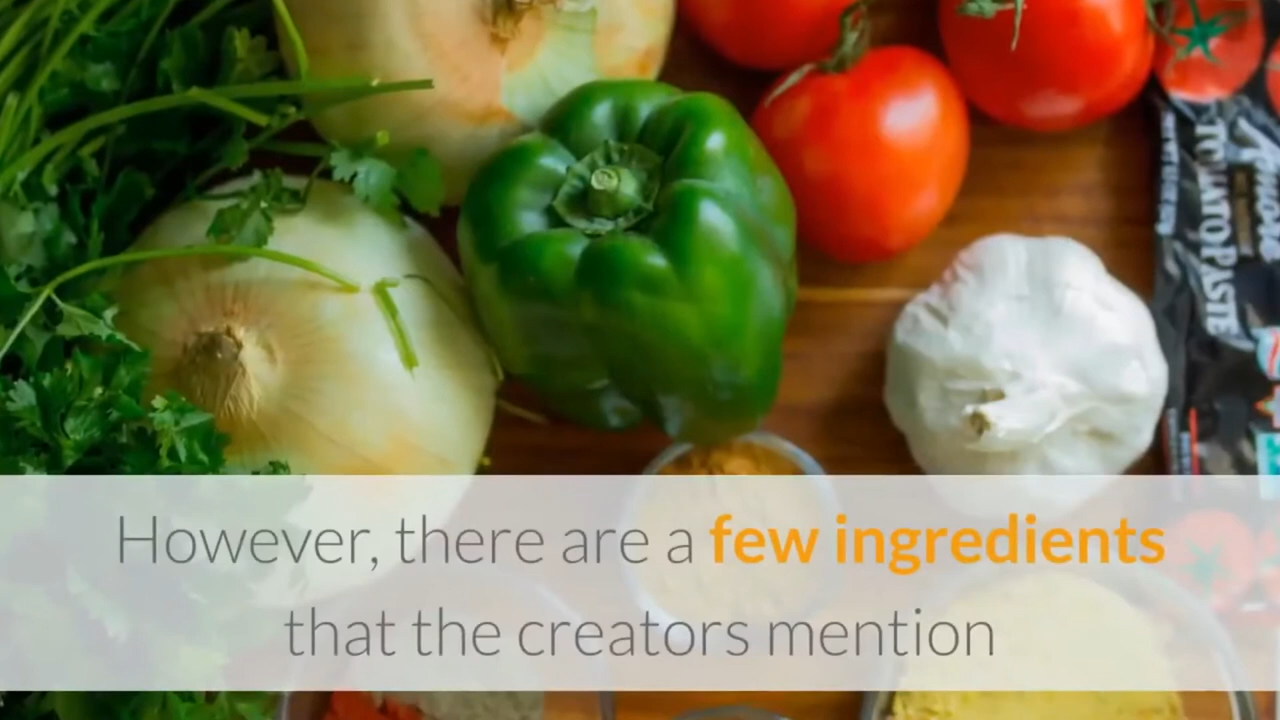 TOMATO PASTE
However, there are a few ingredients
that the creators mention